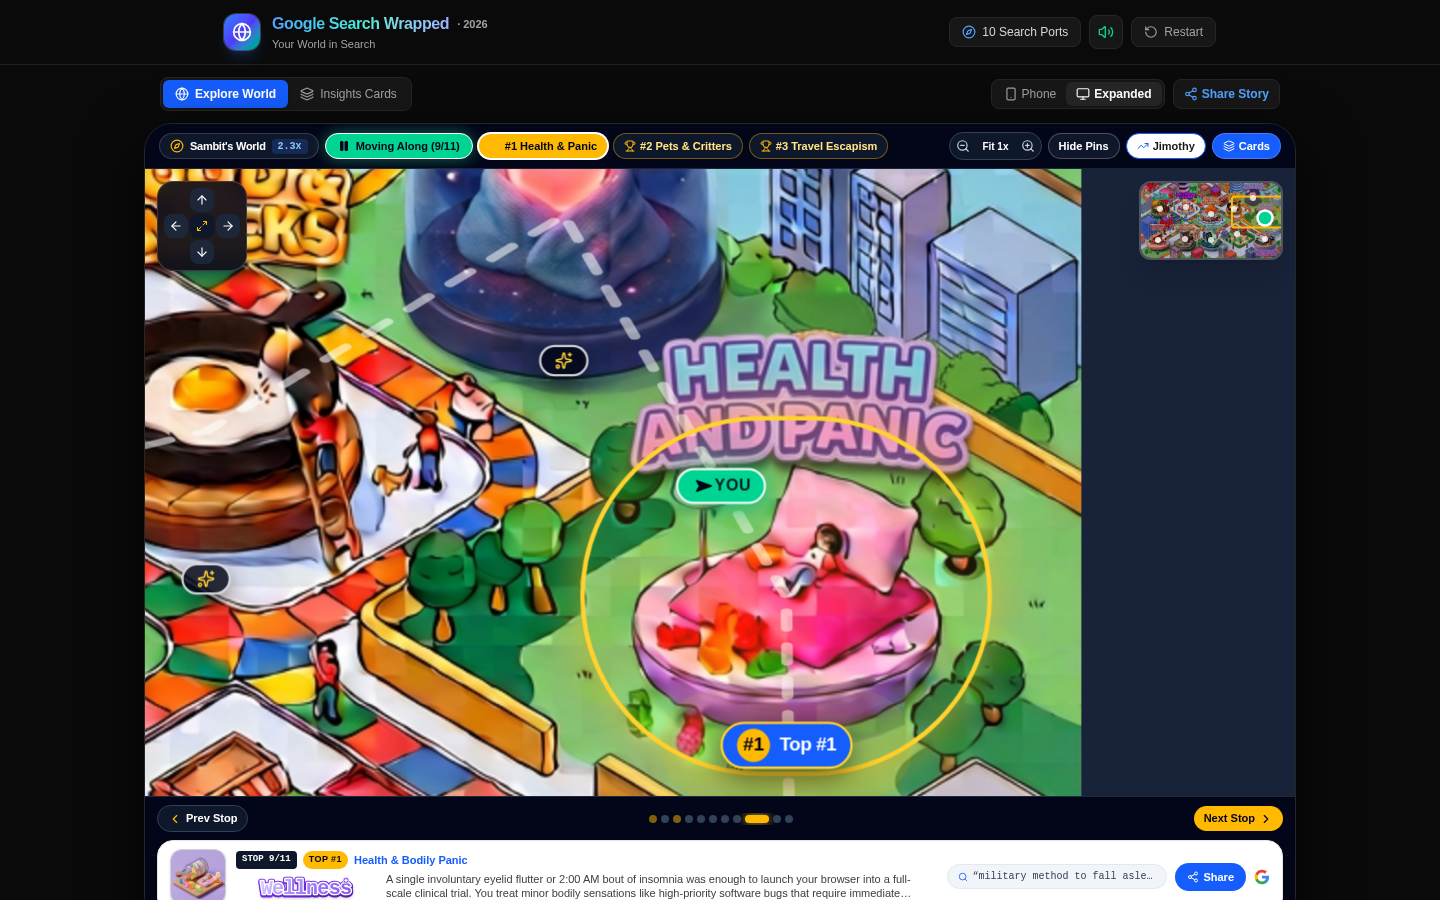 Google Search Wrapped · 2026
Your World in Search
10 Search Ports
Restart
Explore World
Insights Cards
Phone
Expanded
Share Story
Sambit's World 2.3x
Moving Along (9/11)
#1 Health & Panic
#2 Pets & Critters
#3 Travel Escapism
Fit 1x
Hide Pins
Jimothy
Cards
HEALTH
AND PANIC
YOU
#1 Top #1
Prev Stop
Next Stop
STOP 9/11 TOP #1 Health & Bodily Panic
Wellness
A single involuntary eyelid flutter or 2:00 AM bout of insomnia was enough to launch your browser into a full-
scale clinical trial. You treat minor bodily sensations like high-priority software bugs that require immediate…
“military method to fall asle…
Share